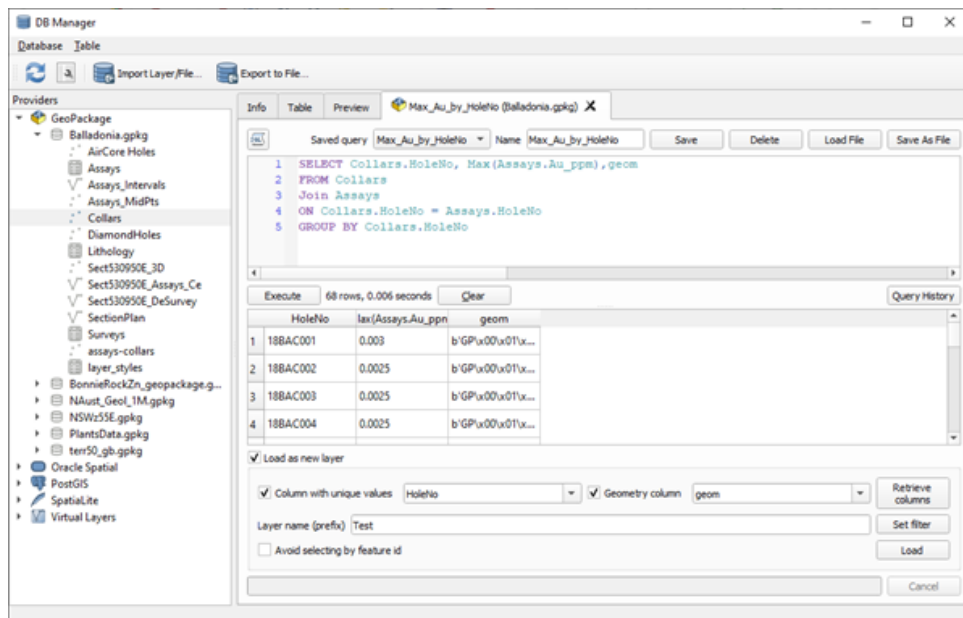 DB Manager
Database Table
Import Layer/File... Export to File...
Providers
GeoPackage
Balladonia.gpkg
AirCore Holes
Assays
Assays_Intervals
Assays_MidPts
Collars
DiamondHoles
Lithology
Sect530950E_3D
Sect530950E_Assays_Ce
Sect530950E_DeSurvey
SectionPlan
Surveys
assays-collars
layer_styles
BonnieRockZn_geopackage.g...
NAust_Geol_1M.gpkg
NSWz55E.gpkg
PlantsData.gpkg
terr50_gb.gpkg
Oracle Spatial
PostGIS
SpatiaLite
Virtual Layers
Info Table Preview Max_Au_by_HoleNo (Balladonia.gpkg) X
Saved query Max_Au_by_HoleNo Name Max_Au_by_HoleNo Save Delete Load File Save As File
1 SELECT Collars.HoleNo, Max(Assays.Au_ppm),geom
2 FROM Collars
3 Join Assays
4 ON Collars.HoleNo = Assays.HoleNo
5 GROUP BY Collars.HoleNo
Execute 68 rows, 0.006 seconds Clear Query History
HoleNo lax(Assays.Au_ppn geom
1 18BAC001 0.003 b'GP\x00\x01\x...
2 18BAC002 0.0025 b'GP\x00\x01\x...
3 18BAC003 0.0025 b'GP\x00\x01\x...
4 18BAC004 0.0025 b'GP\x00\x01\x...
Load as new layer
Column with unique values HoleNo Geometry column geom Retrieve columns
Layer name (prefix) Test Set filter
Avoid selecting by feature id Load
Cancel